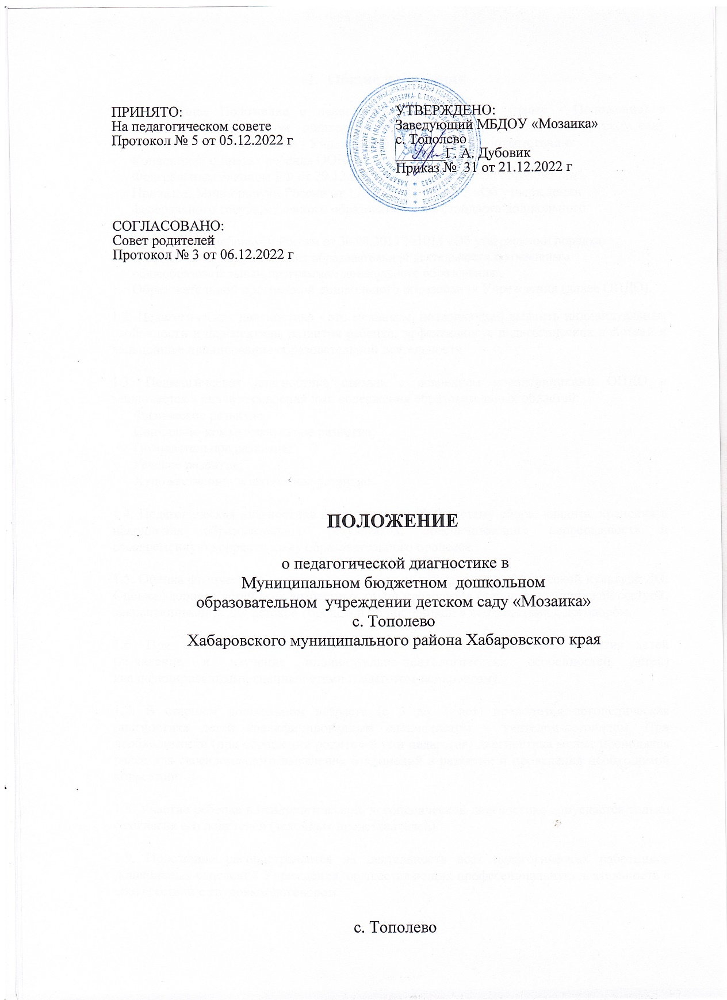 ПРИНЯТО:
На педагогическом совете
Протокол № 5 от 05.12.2022 г
УТВЕРЖДЕНО:
Заведующий МБДОУ «Мозаика»
с. Тополево
_______Г. А. Дубовик
Приказ № 31 от 21.12.2022 г
СОГЛАСОВАНО:
Совет родителей
Протокол № 3 от 06.12.2022 г
ПОЛОЖЕНИЕ
о педагогической диагностике в
Муниципальном бюджетном дошкольном
образовательном учреждении детском саду «Мозаика»
с. Тополево
Хабаровского муниципального района Хабаровского края
с. Тополево